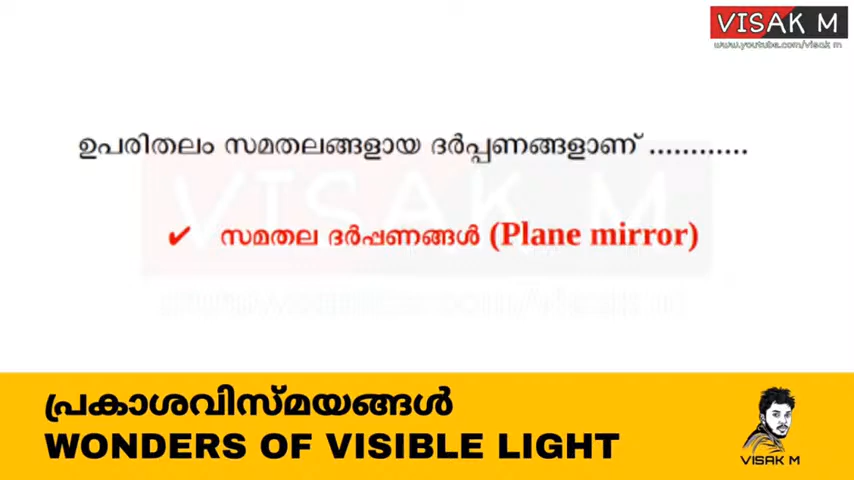 VISAK M
www.youtube.com/visak m
ഉപരിതലം സമതലങ്ങളായ ദർപ്പണങ്ങളാണ് ............
✔ സമതല ദർപ്പണങ്ങൾ (Plane mirror)
VISAK M
പ്രകാശവിസ്മയങ്ങൾ
WONDERS OF VISIBLE LIGHT
VISAK M